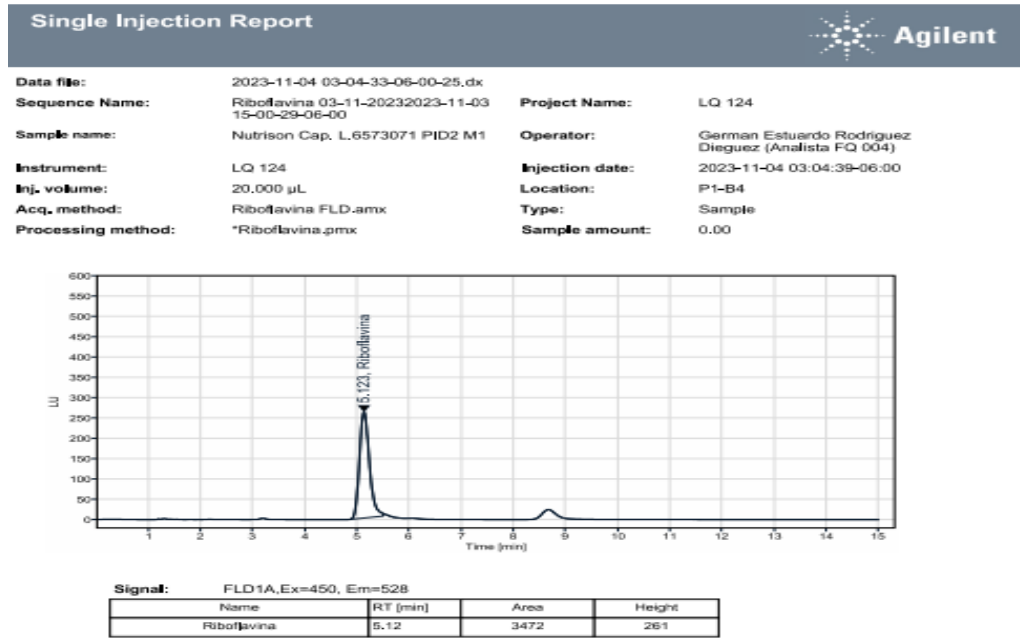 Single Injection Report
Agilent
Data file: 2023-11-04 03-04-33-06-00-25.dx
Sequence Name: Riboflavina 03-11-20232023-11-03 15-00-29-06-00 Project Name: LQ 124
Sample name: Nutrison Cap. L.6573071 PID2 M1 Operator: German Estuardo Rodriguez Dieguez (Analista FQ 004)
Instrument: LQ 124 Injection date: 2023-11-04 03:04:39-06:00
Inj. volume: 20.000 µL Location: P1-B4
Acq. method: Riboflavina FLD.amx Type: Sample
Processing method: *Riboflavina.pmx Sample amount: 0.00
600
550
500
450
400
350
300
250
200
150
100
50
0
LU
5.123, Riboflavina
1 2 3 4 5 6 7 8 9 10 11 12 13 14 15
Time [min]
Signal: FLD1A,Ex=450, Em=528
Name RT [min] Area Height
Riboflavina 5.12 3472 261